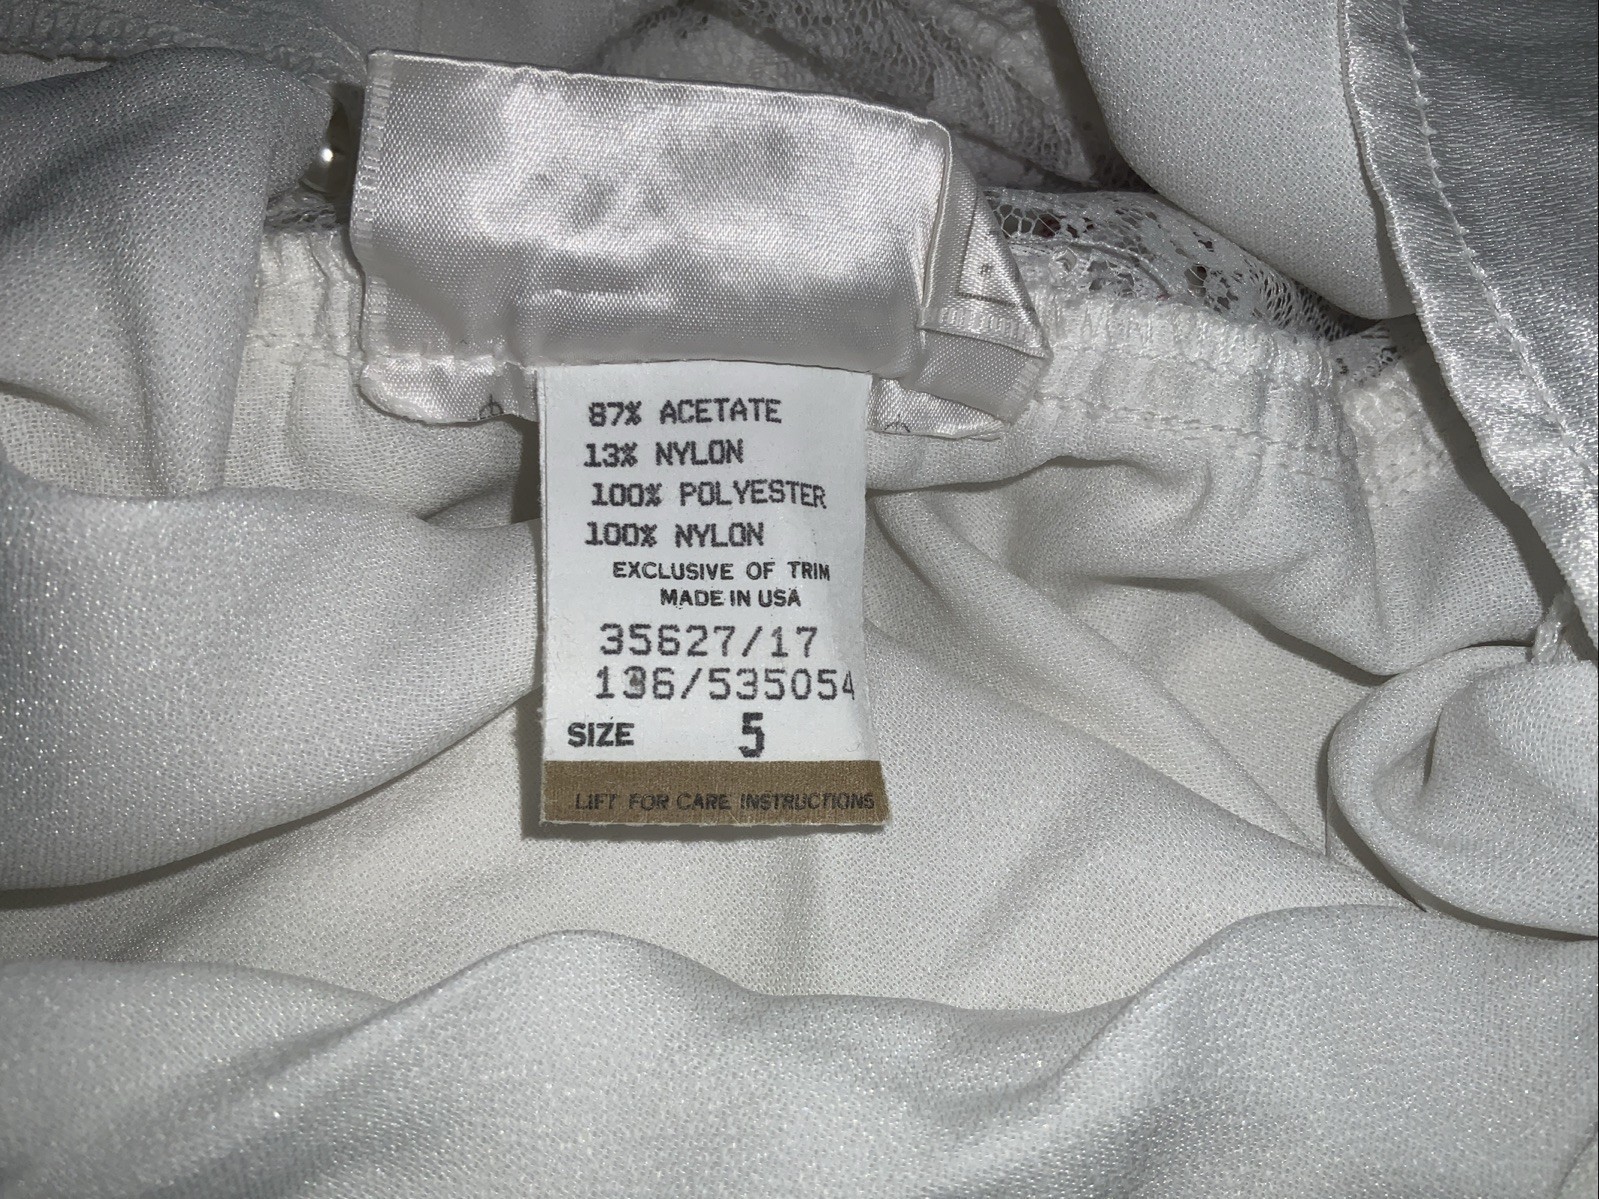 87% ACETATE
13% NYLON
100% POLYESTER
100% NYLON
EXCLUSIVE OF TRIM
MADE IN USA
35627/17
136/535054
SIZE 5
LIFT FOR CARE INSTRUCTIONS